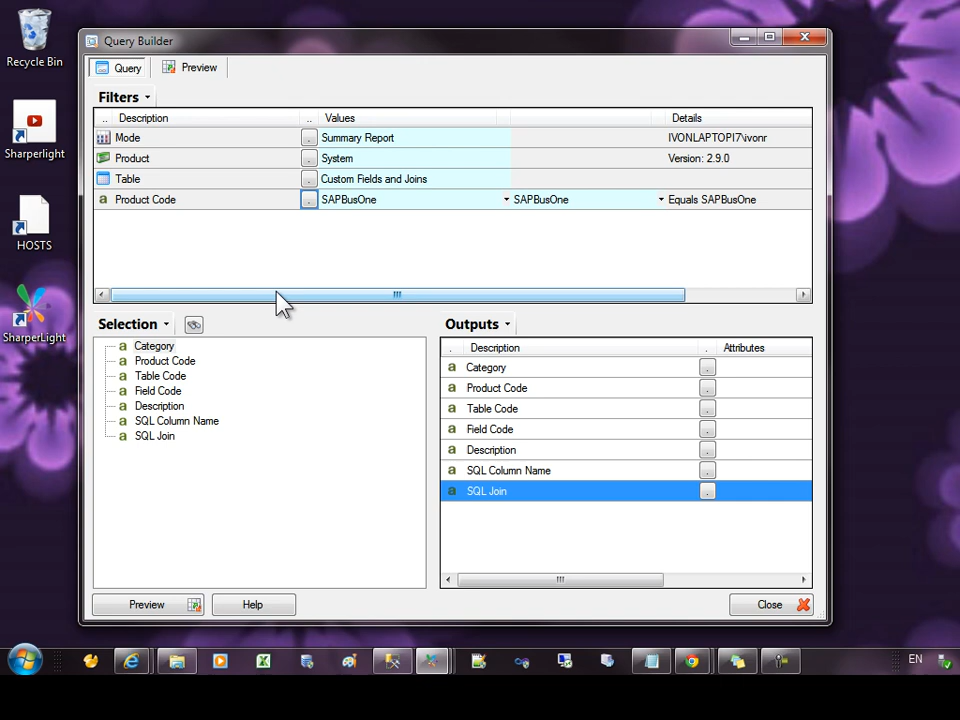 Query Builder
Recycle Bin
Sharperlight
HOSTS
SharperLight
Query
Preview
Filters
.. Description .. Values Details
Mode . Summary Report IVONLAPTOPI7\ivonr
Product . System Version: 2.9.0
Table . Custom Fields and Joins
a Product Code . SAPBusOne SAPBusOne Equals SAPBusOne
Selection
a Category
a Product Code
a Table Code
a Field Code
a Description
a SQL Column Name
a SQL Join
Outputs
. Description . Attributes
a Category .
a Product Code .
a Table Code .
a Field Code .
a Description .
a SQL Column Name .
a SQL Join .
Preview
Help
Close
EN